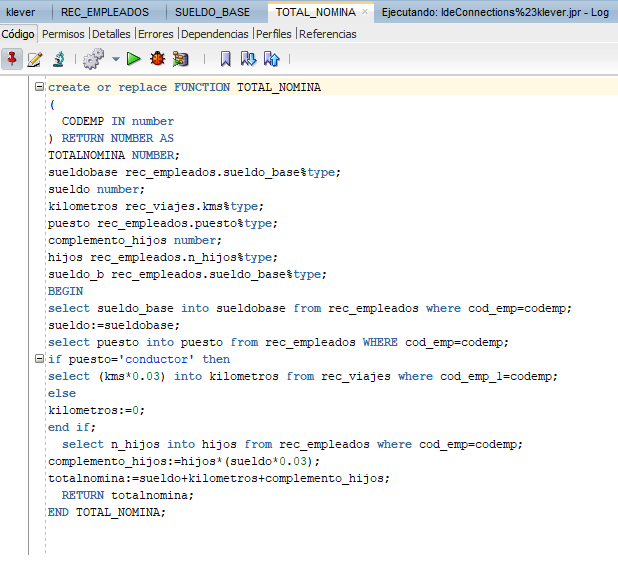 klever REC_EMPLEADOS SUELDO_BASE TOTAL_NOMINA Ejecutando: IdeConnections%23klever.jpr - Log
Código Permisos Detalles Errores Dependencias Perfiles Referencias
create or replace FUNCTION TOTAL_NOMINA
(
CODEMP IN number
) RETURN NUMBER AS
TOTALNOMINA NUMBER;
sueldobase rec_empleados.sueldo_base%type;
sueldo number;
kilometros rec_viajes.kms%type;
puesto rec_empleados.puesto%type;
complemento_hijos number;
hijos rec_empleados.n_hijos%type;
sueldo_b rec_empleados.sueldo_base%type;
BEGIN
select sueldo_base into sueldobase from rec_empleados where cod_emp=codemp;
sueldo:=sueldobase;
select puesto into puesto from rec_empleados WHERE cod_emp=codemp;
if puesto='conductor' then
select (kms*0.03) into kilometros from rec_viajes where cod_emp_1=codemp;
else
kilometros:=0;
end if;
select n_hijos into hijos from rec_empleados where cod_emp=codemp;
complemento_hijos:=hijos*(sueldo*0.03);
totalnomina:=sueldo+kilometros+complemento_hijos;
RETURN totalnomina;
END TOTAL_NOMINA;